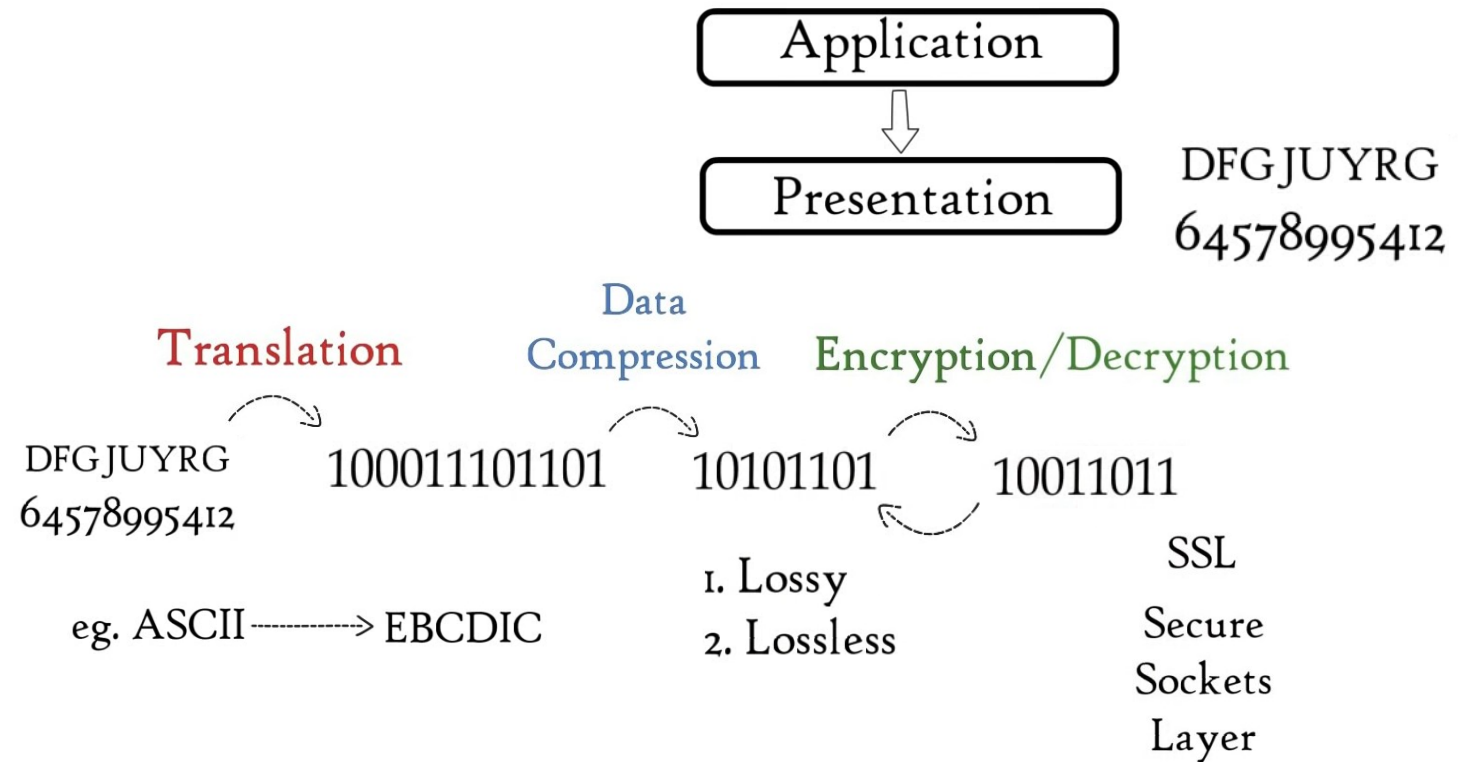 Application
Presentation
DFGJUYRG
64578995412
Translation
Data
Compression
Encryption/Decryption
DFGJUYRG
64578995412
100011101101
10101101
10011011
eg. ASCII
EBCDIC
1. Lossy
2. Lossless
SSL
Secure
Sockets
Layer